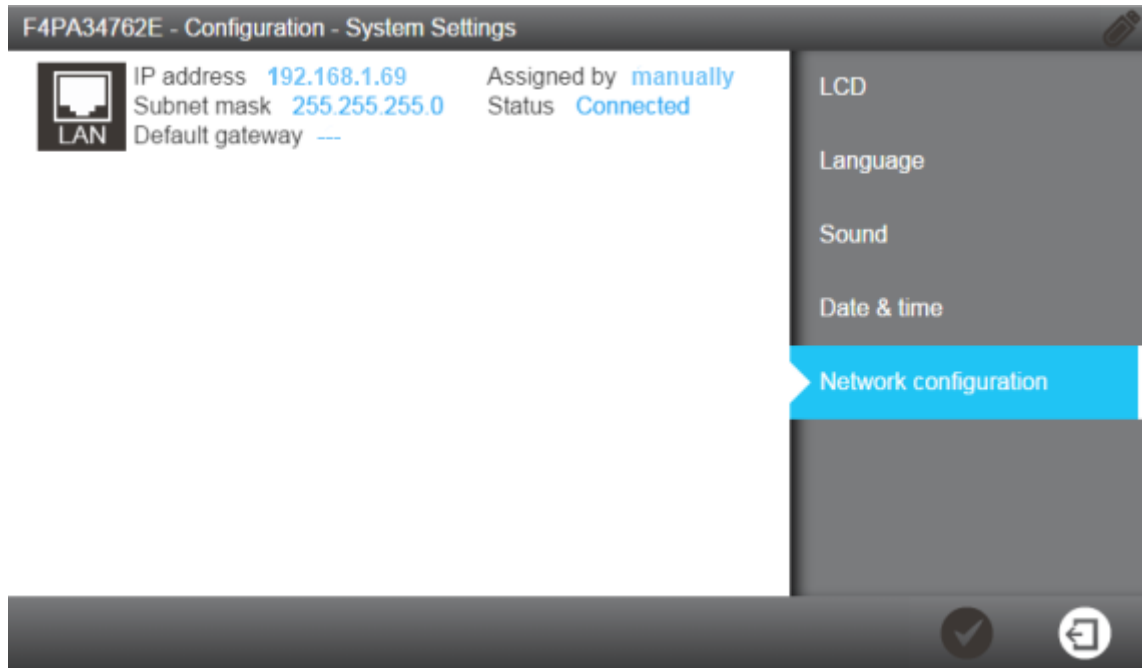 F4PA34762E - Configuration - System Settings
IP address 192.168.1.69 Assigned by manually
Subnet mask 255.255.255.0 Status Connected
Default gateway ---
LAN
LCD
Language
Sound
Date & time
Network configuration